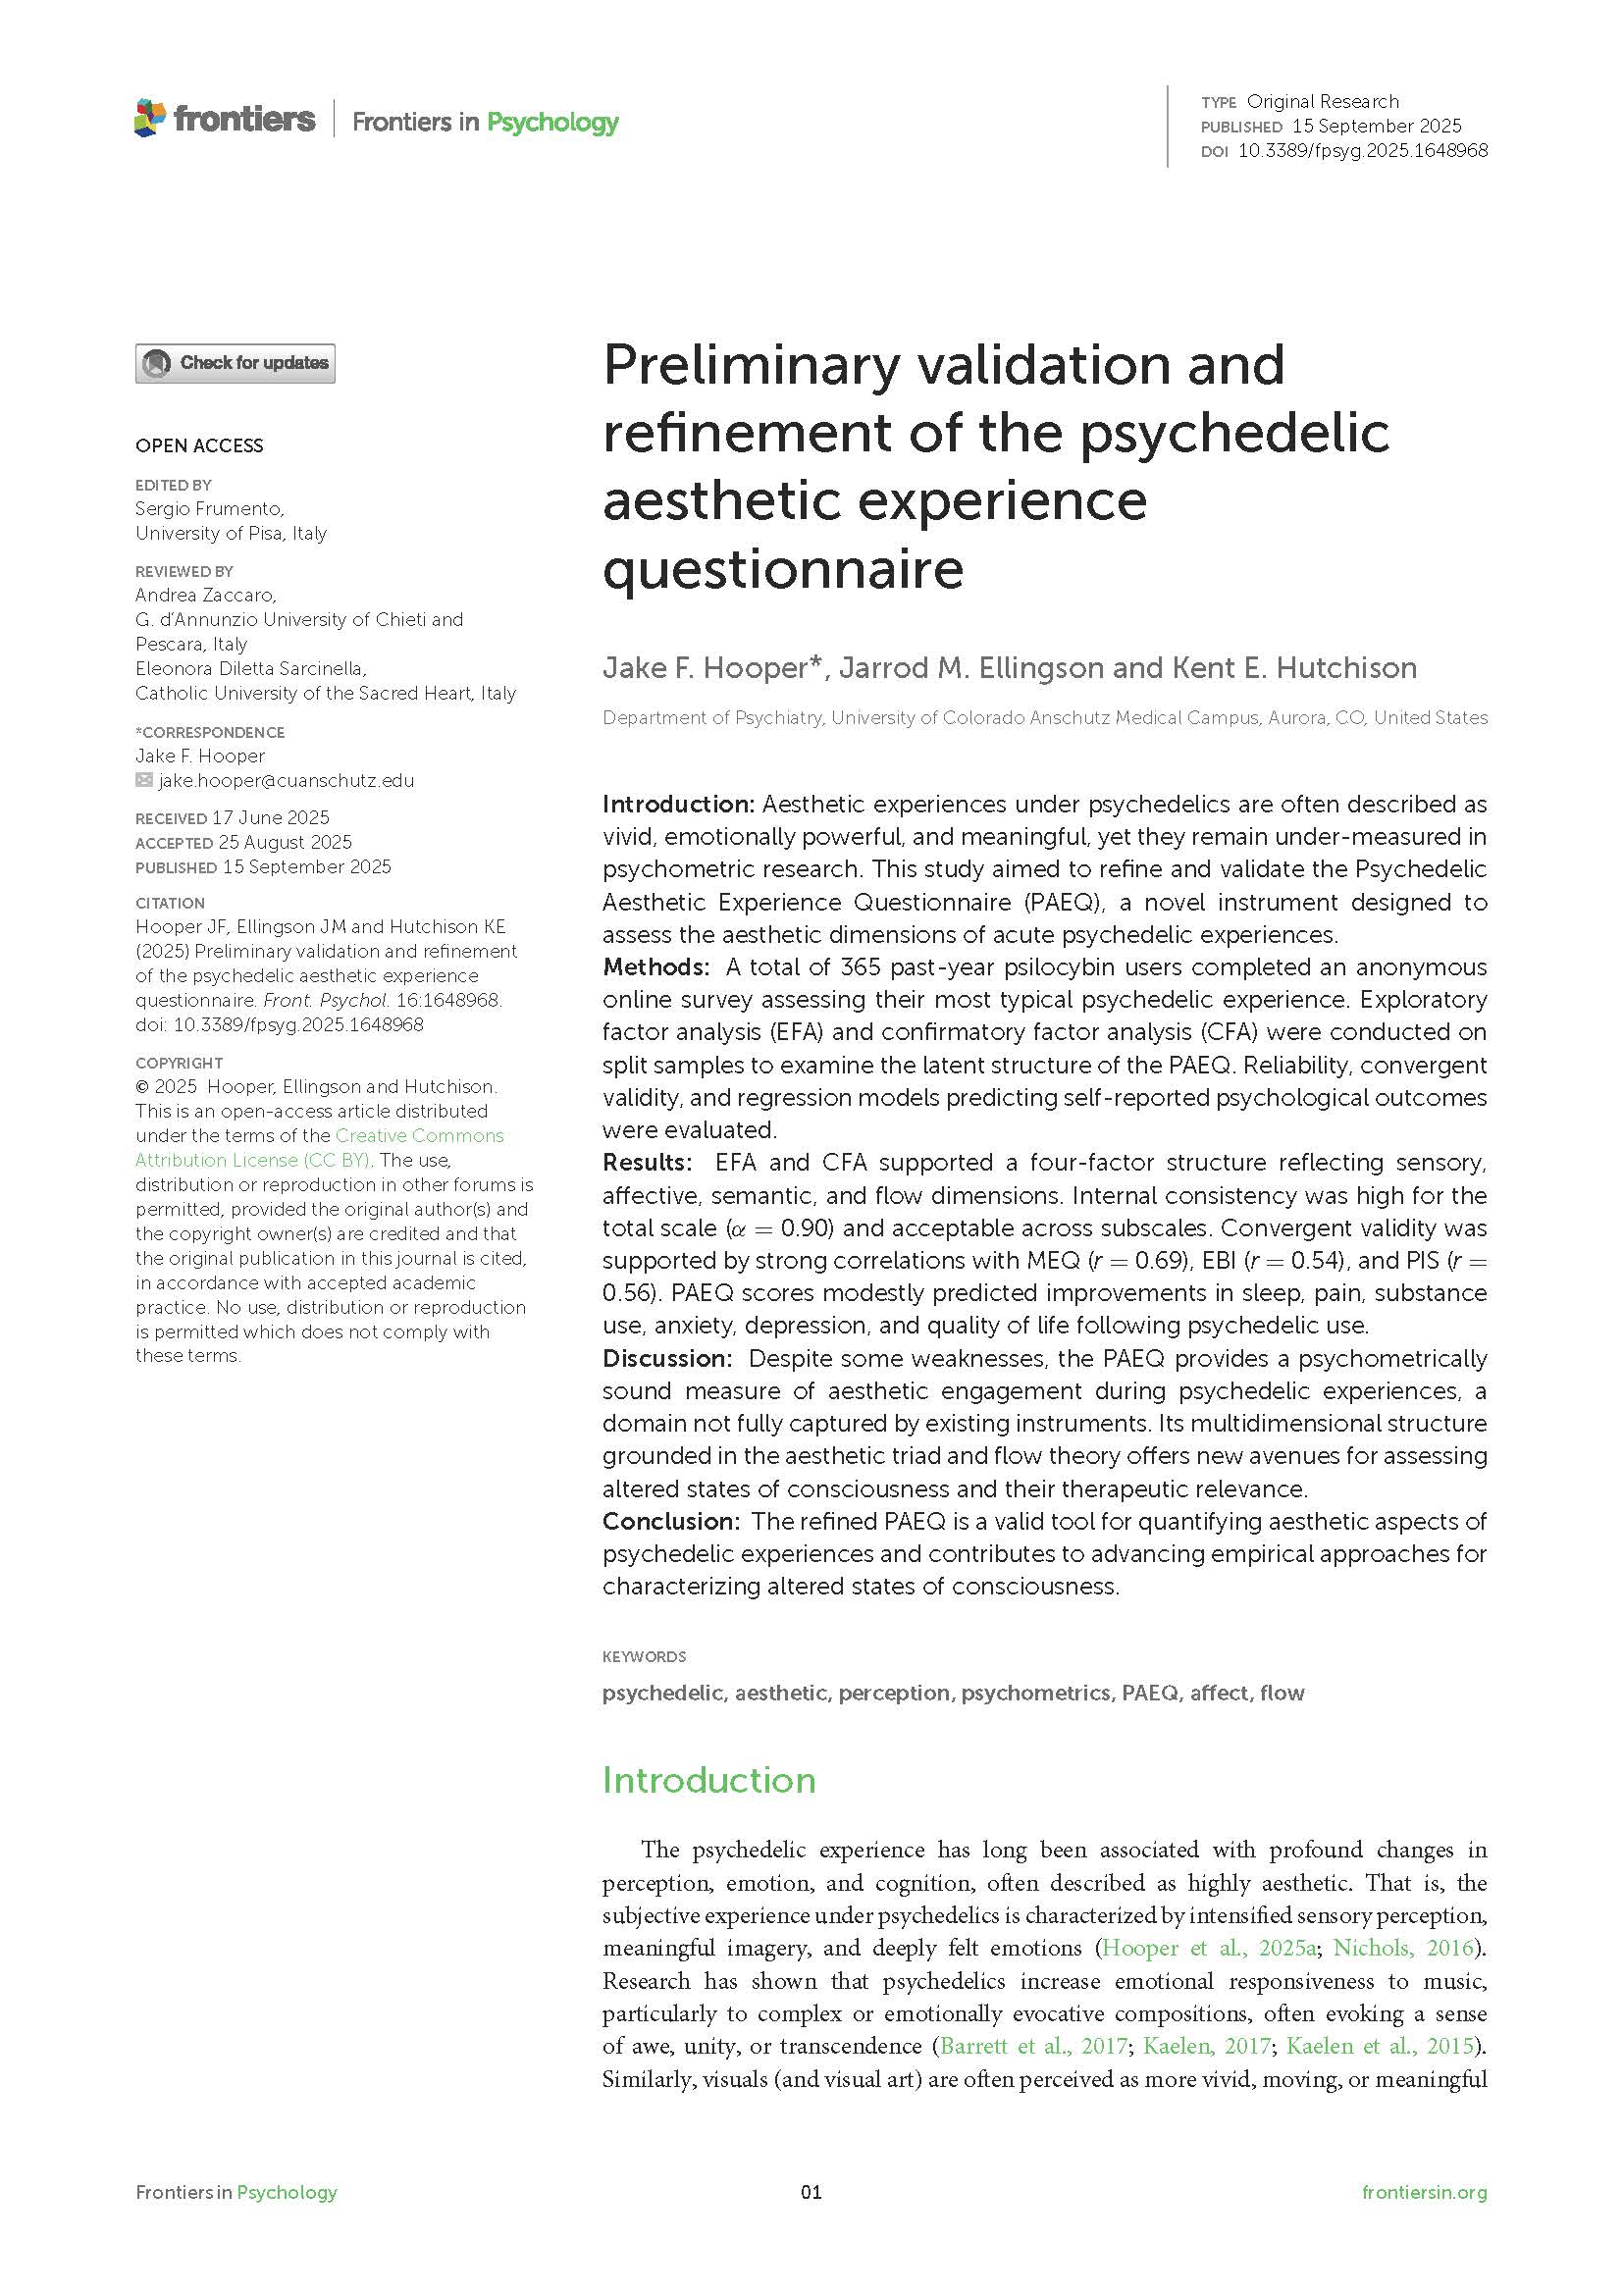 frontiers | Frontiers in Psychology
TYPE Original Research
PUBLISHED 15 September 2025
DOI 10.3389/fpsyg.2025.1648968
Check for updates
OPEN ACCESS
EDITED BY
Sergio Frumento,
University of Pisa, Italy
REVIEWED BY
Andrea Zaccaro,
G. d’Annunzio University of Chieti and
Pescara, Italy
Eleonora Diletta Sarcinella,
Catholic University of the Sacred Heart, Italy
*CORRESPONDENCE
Jake F. Hooper
jake.hooper@cuanschutz.edu
RECEIVED 17 June 2025
ACCEPTED 25 August 2025
PUBLISHED 15 September 2025
CITATION
Hooper JF, Ellingson JM and Hutchison KE
(2025) Preliminary validation and refinement
of the psychedelic aesthetic experience
questionnaire. Front. Psychol. 16:1648968.
doi: 10.3389/fpsyg.2025.1648968
COPYRIGHT
© 2025 Hooper, Ellingson and Hutchison.
This is an open-access article distributed
under the terms of the Creative Commons
Attribution License (CC BY). The use,
distribution or reproduction in other forums is
permitted, provided the original author(s) and
the copyright owner(s) are credited and that
the original publication in this journal is cited,
in accordance with accepted academic
practice. No use, distribution or reproduction
is permitted which does not comply with
these terms.
Preliminary validation and
refinement of the psychedelic
aesthetic experience
questionnaire
Jake F. Hooper*, Jarrod M. Ellingson and Kent E. Hutchison
Department of Psychiatry, University of Colorado Anschutz Medical Campus, Aurora, CO, United States
Introduction: Aesthetic experiences under psychedelics are often described as
vivid, emotionally powerful, and meaningful, yet they remain under-measured in
psychometric research. This study aimed to refine and validate the Psychedelic
Aesthetic Experience Questionnaire (PAEQ), a novel instrument designed to
assess the aesthetic dimensions of acute psychedelic experiences.
Methods: A total of 365 past-year psilocybin users completed an anonymous
online survey assessing their most typical psychedelic experience. Exploratory
factor analysis (EFA) and confirmatory factor analysis (CFA) were conducted on
split samples to examine the latent structure of the PAEQ. Reliability, convergent
validity, and regression models predicting self-reported psychological outcomes
were evaluated.
Results: EFA and CFA supported a four-factor structure reflecting sensory,
affective, semantic, and flow dimensions. Internal consistency was high for the
total scale (α = 0.90) and acceptable across subscales. Convergent validity was
supported by strong correlations with MEQ (r = 0.69), EBI (r = 0.54), and PIS (r =
0.56). PAEQ scores modestly predicted improvements in sleep, pain, substance
use, anxiety, depression, and quality of life following psychedelic use.
Discussion: Despite some weaknesses, the PAEQ provides a psychometrically
sound measure of aesthetic engagement during psychedelic experiences, a
domain not fully captured by existing instruments. Its multidimensional structure
grounded in the aesthetic triad and flow theory offers new avenues for assessing
altered states of consciousness and their therapeutic relevance.
Conclusion: The refined PAEQ is a valid tool for quantifying aesthetic aspects of
psychedelic experiences and contributes to advancing empirical approaches for
characterizing altered states of consciousness.
KEYWORDS
psychedelic, aesthetic, perception, psychometrics, PAEQ, affect, flow
Introduction
The psychedelic experience has long been associated with profound changes in
perception, emotion, and cognition, often described as highly aesthetic. That is, the
subjective experience under psychedelics is characterized by intensified sensory perception,
meaningful imagery, and deeply felt emotions (Hooper et al., 2025a; Nichols, 2016).
Research has shown that psychedelics increase emotional responsiveness to music,
particularly to complex or emotionally evocative compositions, often evoking a sense
of awe, unity, or transcendence (Barrett et al., 2017; Kaelen, 2017; Kaelen et al., 2015).
Similarly, visuals (and visual art) are often perceived as more vivid, moving, or meaningful
Frontiers in Psychology
01
frontiersin.org